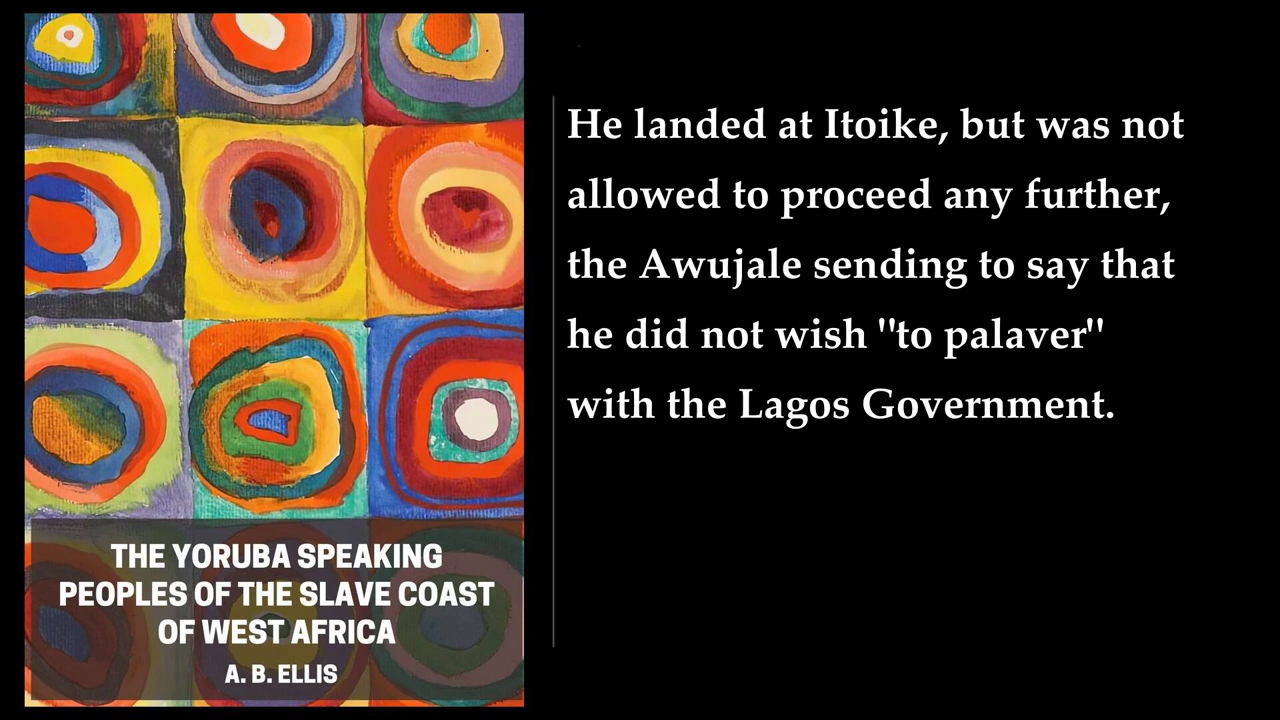 THE YORUBA SPEAKING
PEOPLES OF THE SLAVE COAST
OF WEST AFRICA
A. B. ELLIS
He landed at Itoike, but was not
allowed to proceed any further,
the Awujale sending to say that
he did not wish "to palaver"
with the Lagos Government.